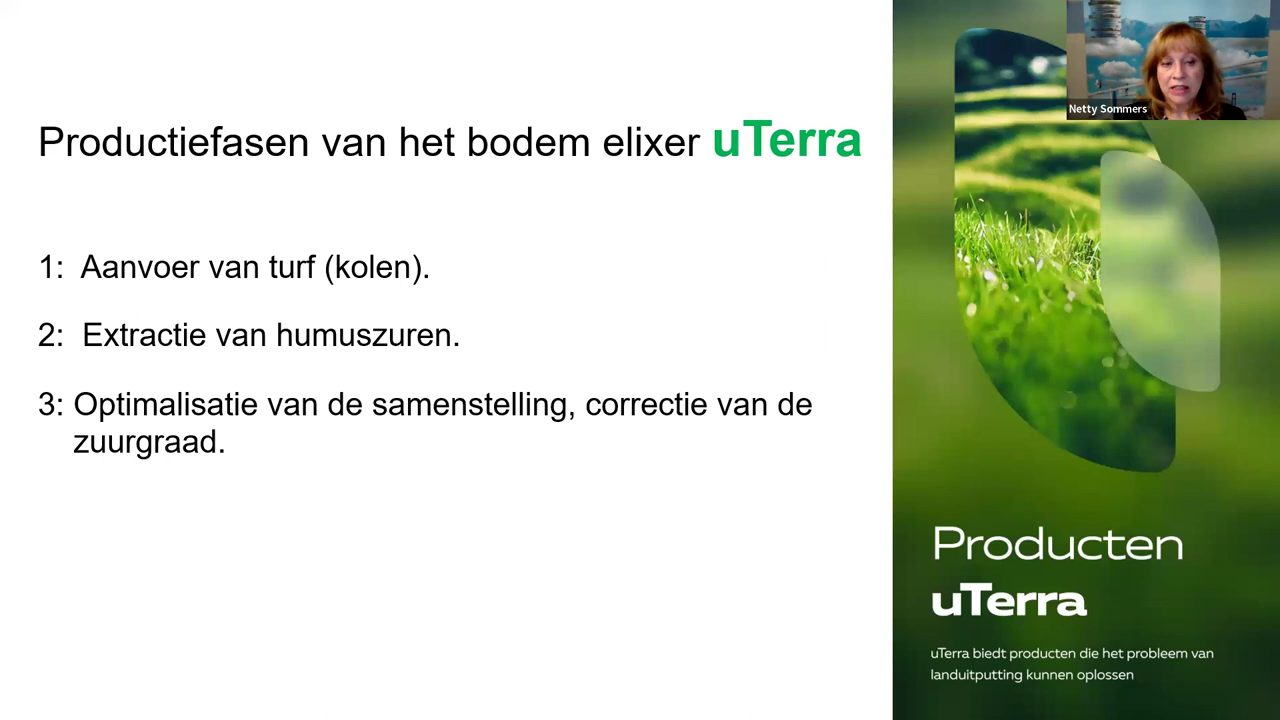 Netty Sommers
Productiefasen van het bodem elixer uTerra
1: Aanvoer van turf (kolen).
2: Extractie van humuszuren.
3: Optimalisatie van de samenstelling, correctie van de
zuurgraad.
Producten
uTerra
uTerra biedt producten die het probleem van
landuitputting kunnen oplossen